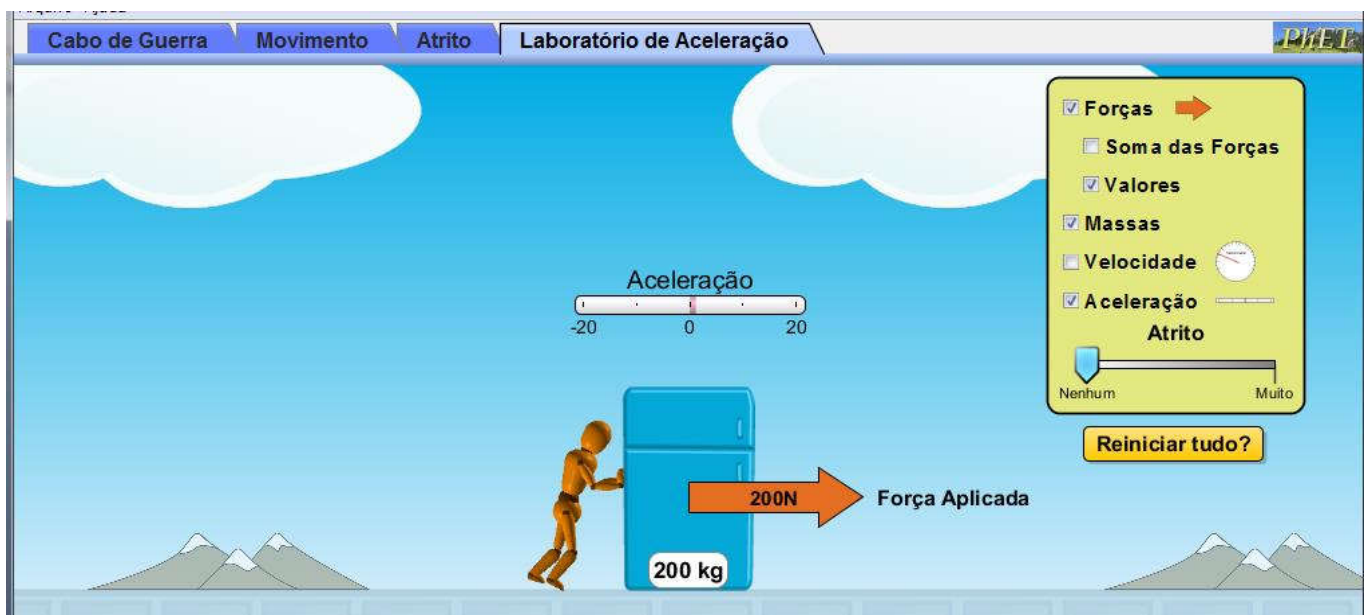 Cabo de Guerra Movimento Atrito Laboratório de Aceleração PhET
Forças
Soma das Forças
Valores
Massas
Velocidade
Aceleração
Atrito
Nenhum Muito
Reiniciar tudo?
Aceleração
-20 0 20
200N Força Aplicada
200 kg